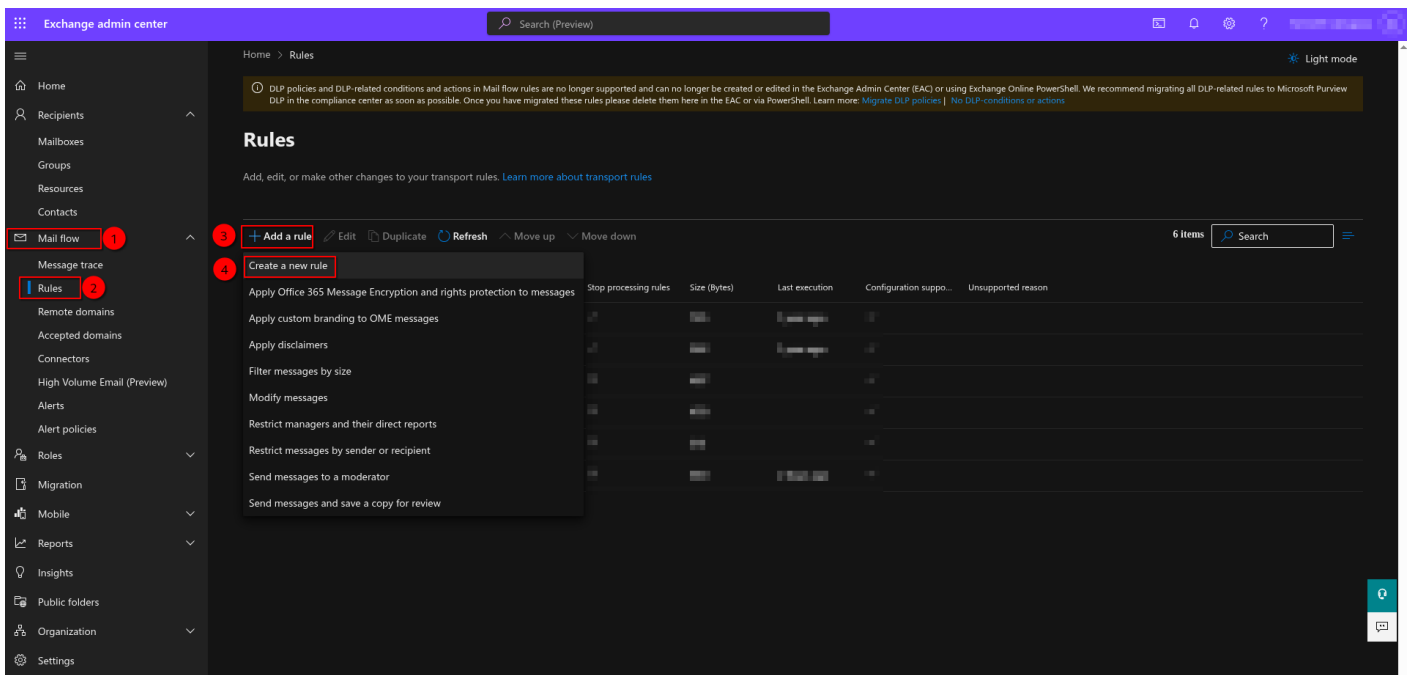 Exchange admin center
Search (Preview)
Home > Rules
Light mode
DLP policies and DLP-related conditions and actions in Mail flow rules are no longer supported and can no longer be created or edited in the Exchange Admin Center (EAC) or using Exchange Online PowerShell. We recommend migrating all DLP-related rules to Microsoft Purview
DLP in the compliance center as soon as possible. Once you have migrated these rules please delete them here in the EAC or via PowerShell. Learn more: Migrate DLP policies | No DLP-conditions or actions
Home
Recipients
Mailboxes
Groups
Resources
Contacts
Mail flow 1
Message trace
Rules 2
Remote domains
Accepted domains
Connectors
High Volume Email (Preview)
Alerts
Alert policies
Roles
Migration
Mobile
Reports
Insights
Public folders
Organization
Settings
Rules
Add, edit, or make other changes to your transport rules. Learn more about transport rules
3 Add a rule Edit Duplicate Refresh Move up Move down 6 items Search
4 Create a new rule
Apply Office 365 Message Encryption and rights protection to messages
Apply custom branding to OME messages
Apply disclaimers
Filter messages by size
Modify messages
Restrict managers and their direct reports
Restrict messages by sender or recipient
Send messages to a moderator
Send messages and save a copy for review
Stop processing rules Size (Bytes) Last execution Configuration suppo... Unsupported reason